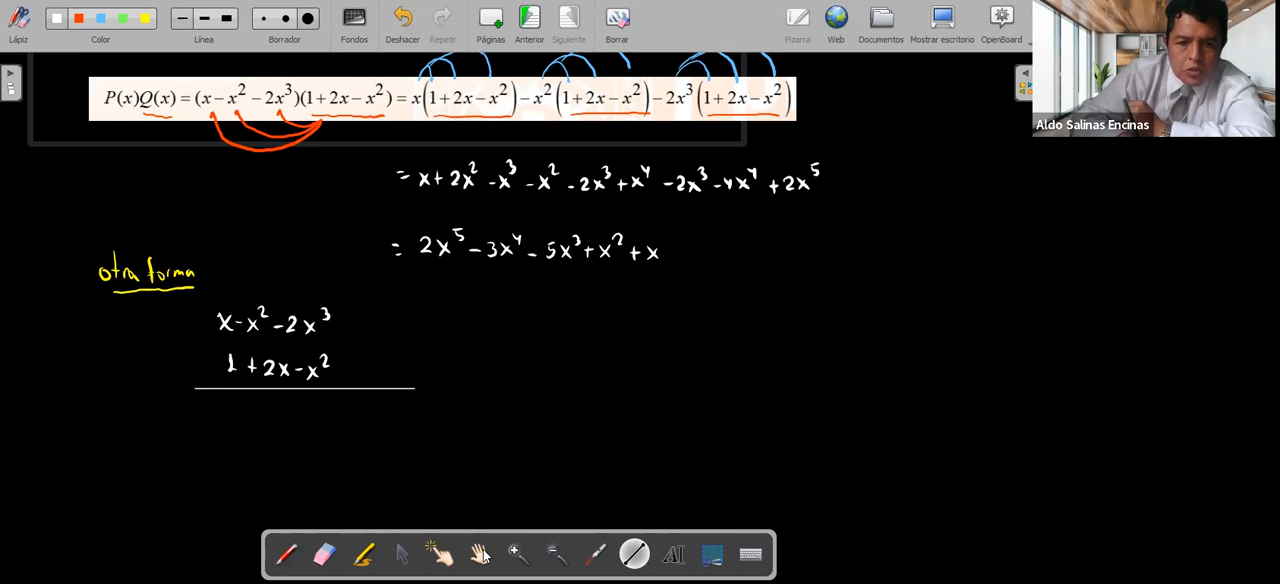 Lápiz Color Línea Borrador Fondos Deshacer Repetir Páginas Anterior Siguiente Borrar Pizarra Web Documentos Mostrar escritorio OpenBoard
P(x)Q(x) = (x − x² − 2x³)(1 + 2x − x²) = x(1 + 2x − x²) − x²(1 + 2x − x²) − 2x³(1 + 2x − x²)
Aldo Salinas Encinas
= x + 2x² − x³ − x² − 2x³ + x⁴ − 2x³ − 4x⁴ + 2x⁵
= 2x⁵ − 3x⁴ − 5x³ + x² + x
otra forma
x − x² − 2x³
1 + 2x − x²
AI